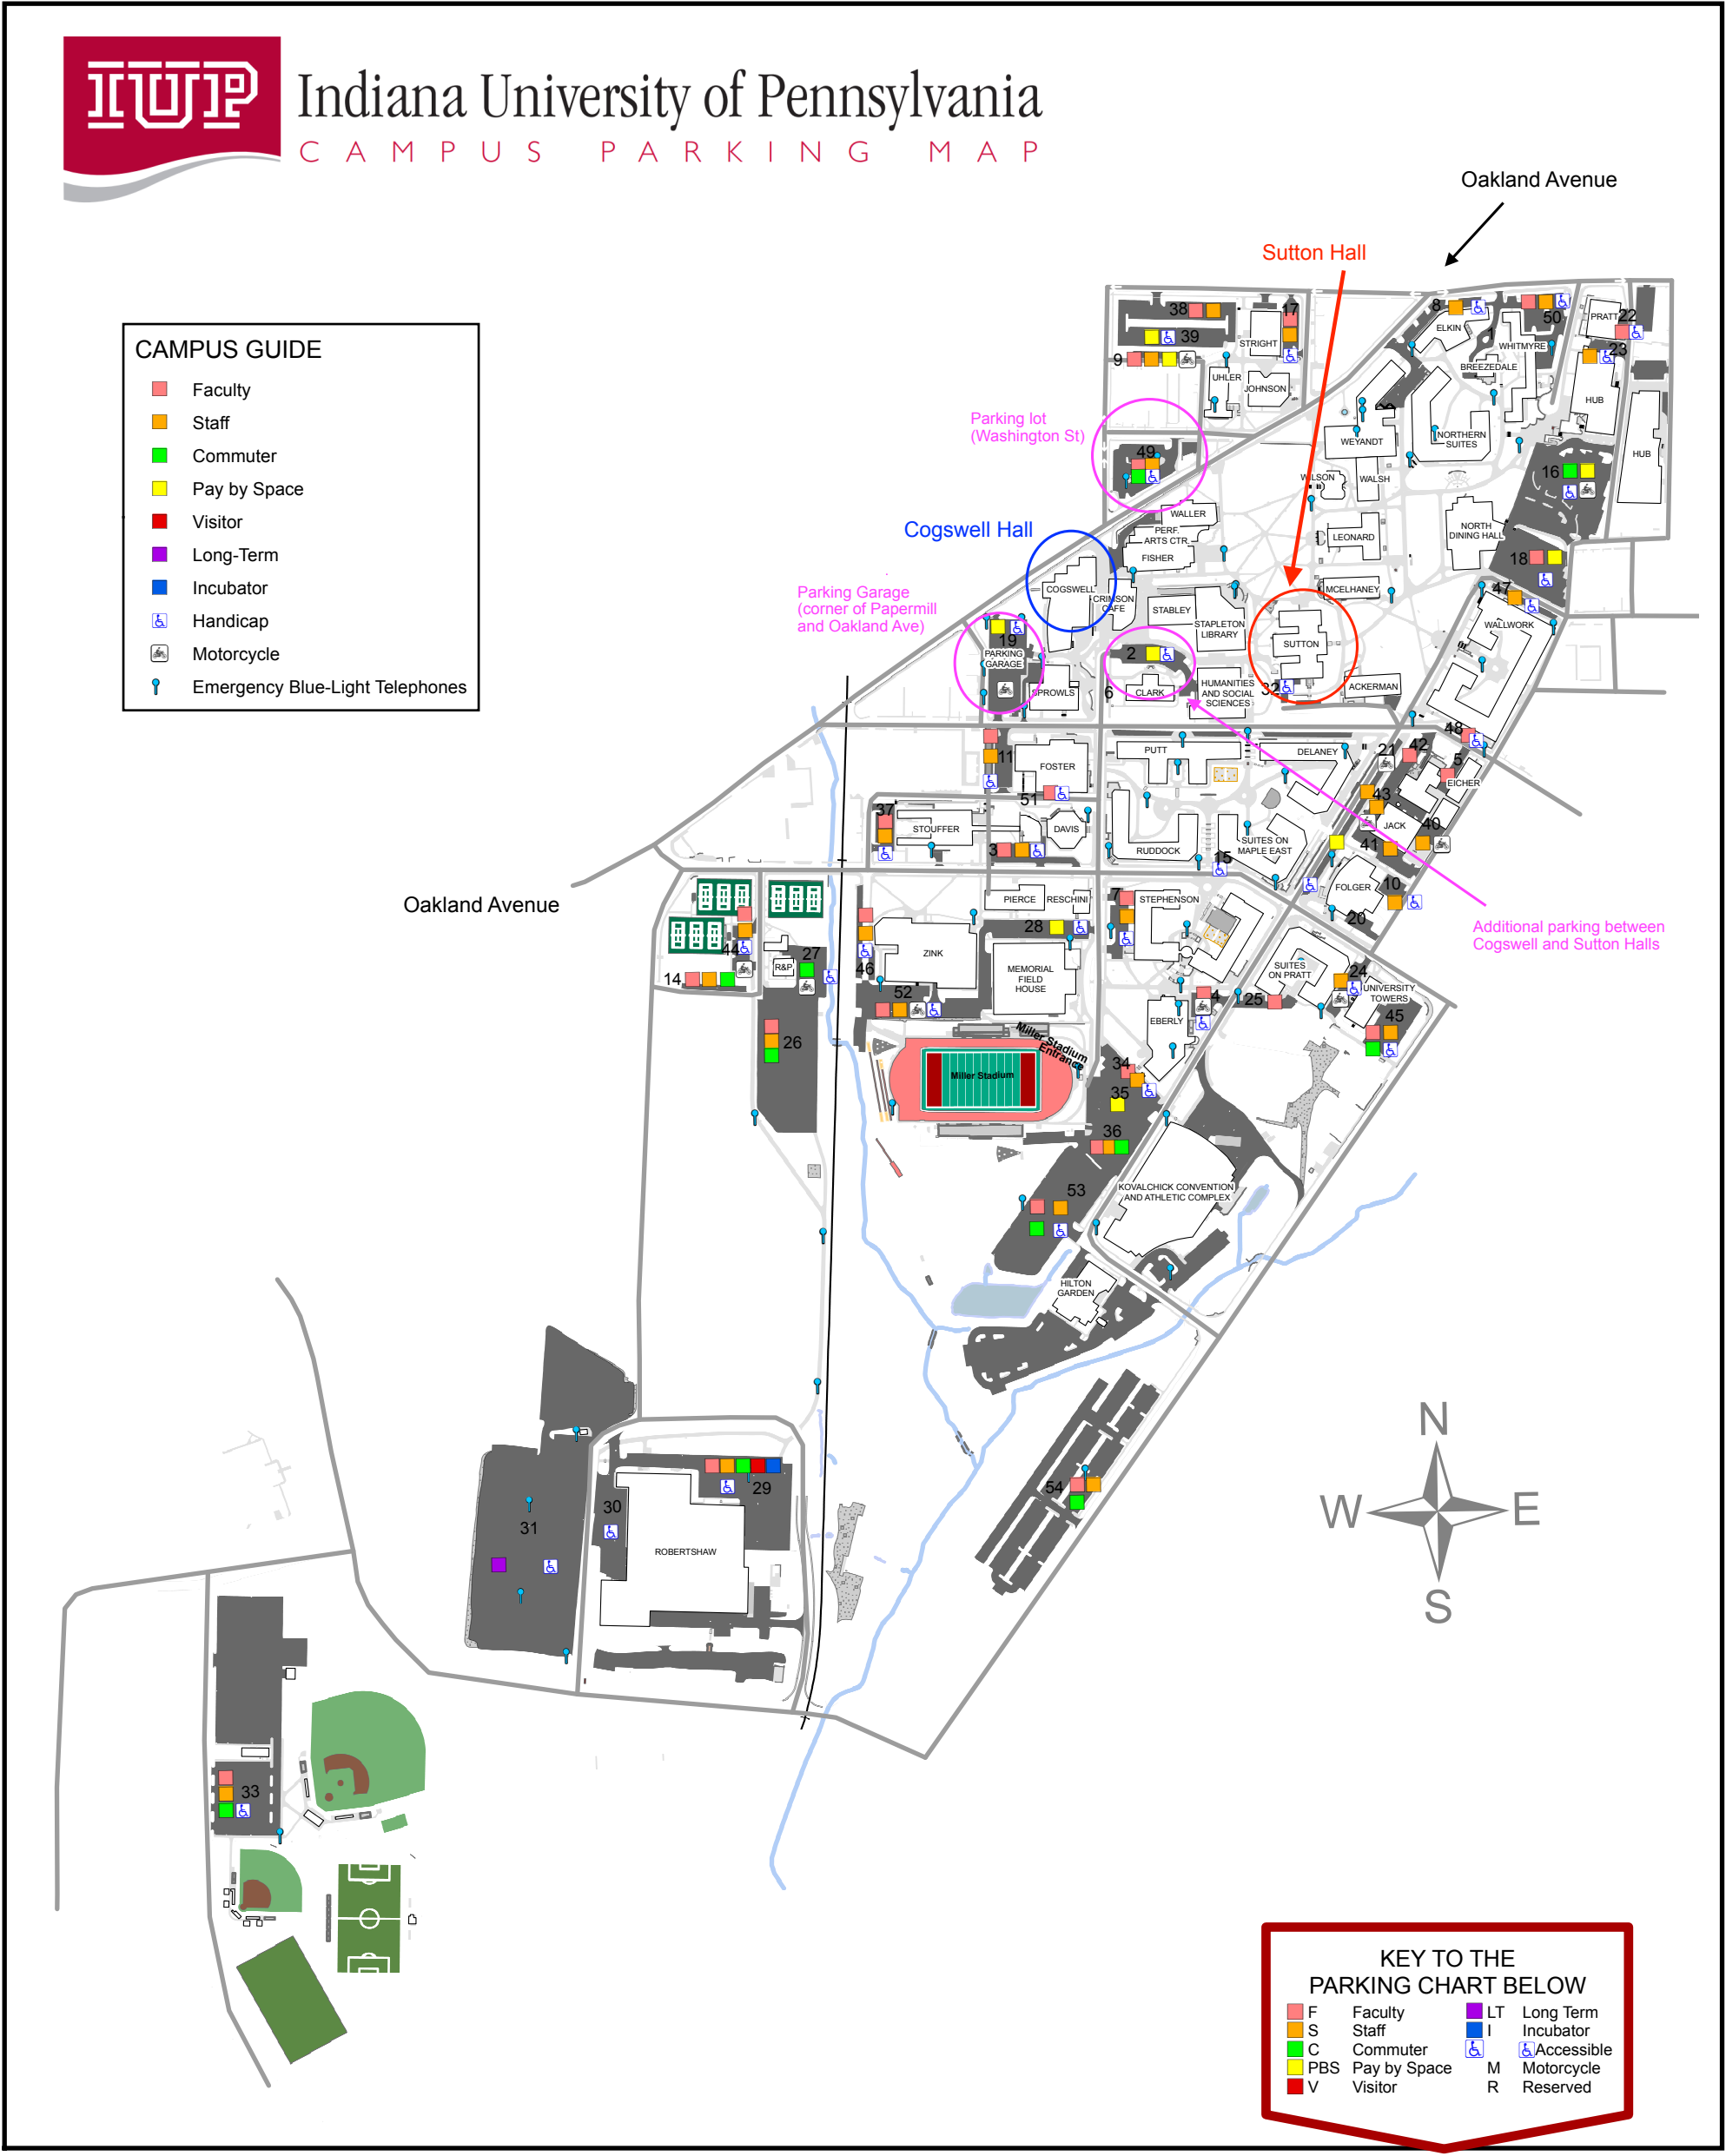 IUP
Indiana University of Pennsylvania
CAMPUS PARKING MAP
Oakland Avenue
Sutton Hall
CAMPUS GUIDE
Faculty
Staff
Commuter
Pay by Space
Visitor
Long-Term
Incubator
Handicap
Motorcycle
Emergency Blue-Light Telephones
38
17
39
STRIGHT
9
UHLER
JOHNSON
8
ELKIN
1
50
WHITMYRE
BREEZEDALE
PRATT
22
23
HUB
HUB
Parking lot
(Washington St)
49
WEYANDT
NORTHERN
SUITES
WILSON
WALSH
16
Cogswell Hall
WALLER
PERF.
ARTS CTR.
FISHER
LEONARD
NORTH
DINING HALL
18
Parking Garage
(corner of Papermill
and Oakland Ave)
COGSWELL
CRIMSON
CAFE
STABLEY
STAPLETON
LIBRARY
MCELHANEY
47
WALLWORK
19
PARKING
GARAGE
SPROWLS
2
6
CLARK
HUMANITIES
AND SOCIAL
SCIENCES
SUTTON
32
ACKERMAN
48
11
FOSTER
51
PUTT
DELANEY
21
42
5
EICHER
43
JACK
40
41
37
STOUFFER
3
DAVIS
RUDDOCK
SUITES ON
MAPLE EAST
15
FOLGER
10
20
Oakland Avenue
Additional parking between
Cogswell and Sutton Halls
PIERCE
RESCHINI
7
STEPHENSON
28
44
14
R&P
27
46
ZINK
MEMORIAL
FIELD
HOUSE
52
SUITES
ON PRATT
24
UNIVERSITY
TOWERS
25
45
4
EBERLY
26
Miller Stadium
Entrance
Miller Stadium
34
35
36
53
KOVALCHICK CONVENTION
AND ATHLETIC COMPLEX
HILTON
GARDEN
54
29
30
31
ROBERTSHAW
33
N
W
E
S
KEY TO THE
PARKING CHART BELOW
F Faculty LT Long Term
S Staff I Incubator
C Commuter Accessible
PBS Pay by Space M Motorcycle
V Visitor R Reserved